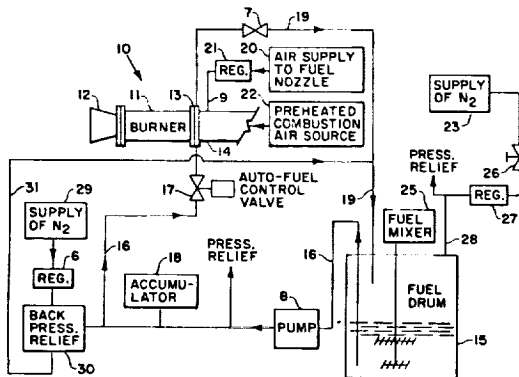 7
19
10
21
REG.
20
AIR SUPPLY
TO FUEL
NOZZLE
12
11
13
9
BURNER
22
PREHEATED
COMBUSTION
AIR SOURCE
14
SUPPLY
OF N2
23
26
PRESS.
RELIEF
25
REG.
27
FUEL
MIXER
28
31
29
SUPPLY
OF N2
17
AUTO-FUEL
CONTROL
VALVE
19
16
18
PRESS.
RELIEF
16
6
REG.
ACCUMU-
LATOR
8
PUMP
FUEL
DRUM
BACK
PRESS.
RELIEF
30
15